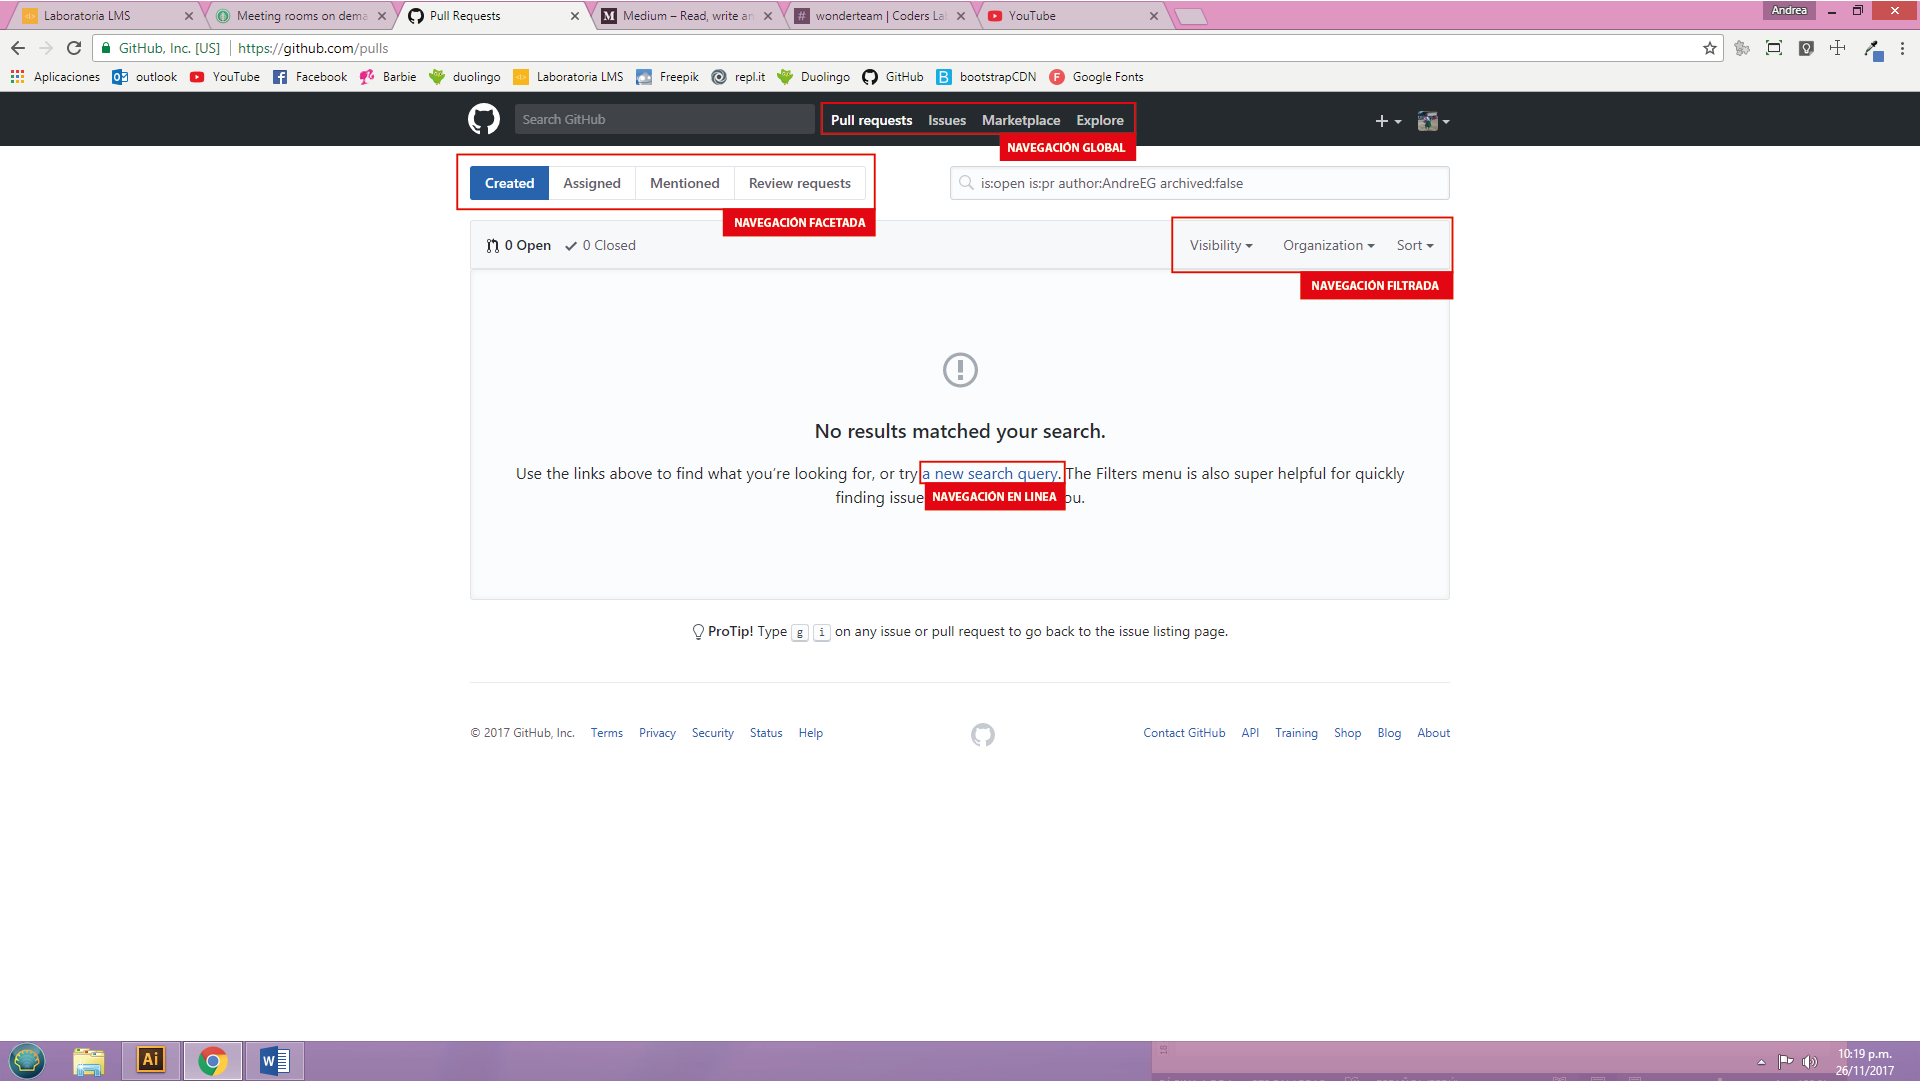 Laboratoria LMS
Meeting rooms on dema
Pull Requests
Medium – Read, write an
wonderteam | Coders La
YouTube
Andrea
GitHub, Inc. [US] https://github.com/pulls
Aplicaciones outlook YouTube Facebook Barbie duolingo Laboratoria LMS Freepik repl.it Duolingo GitHub bootstrapCDN Google Fonts
Search GitHub
Pull requests Issues Marketplace Explore
NAVEGACIÓN GLOBAL
Created Assigned Mentioned Review requests
is:open is:pr author:AndreEG archived:false
NAVEGACIÓN FACETADA
0 Open 0 Closed
Visibility Organization Sort
NAVEGACIÓN FILTRADA
No results matched your search.
Use the links above to find what you’re looking for, or try a new search query. The Filters menu is also super helpful for quickly
finding issue ou.
NAVEGACIÓN EN LINEA
ProTip! Type g i on any issue or pull request to go back to the issue listing page.
© 2017 GitHub, Inc. Terms Privacy Security Status Help
Contact GitHub API Training Shop Blog About
Ai
10:19 p.m.
26/11/2017